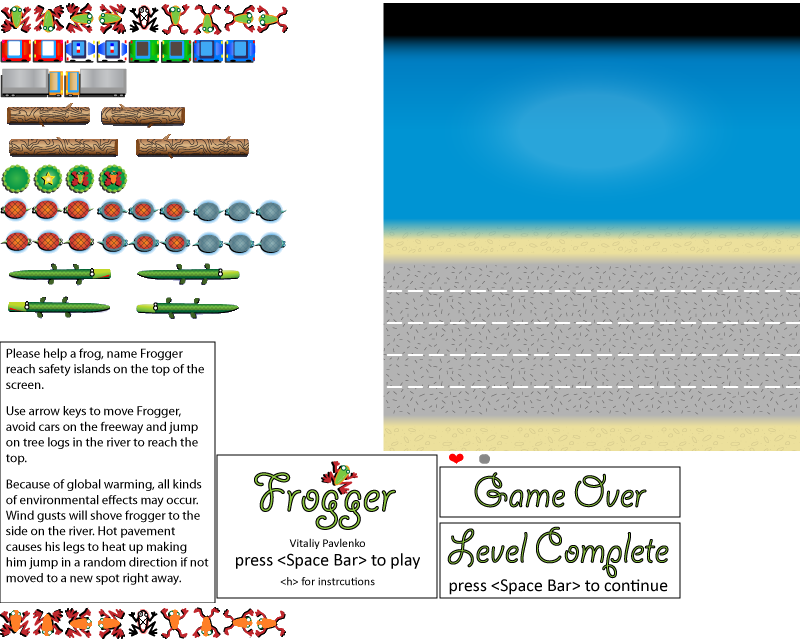 Please help a frog, name Frogger
reach safety islands on the top of the
screen.
Use arrow keys to move Frogger,
avoid cars on the freeway and jump
on tree logs in the river to reach the
top.
Because of global warming, all kinds
of environmental effects may occur.
Wind gusts will shove frogger to the
side on the river. Hot pavement
causes his legs to heat up making
him jump in a random direction if not
moved to a new spot right away.
Frogger
Vitaliy Pavlenko
press <Space Bar> to play
<h> for instrcutions
Game Over
Level Complete
press <Space Bar> to continue